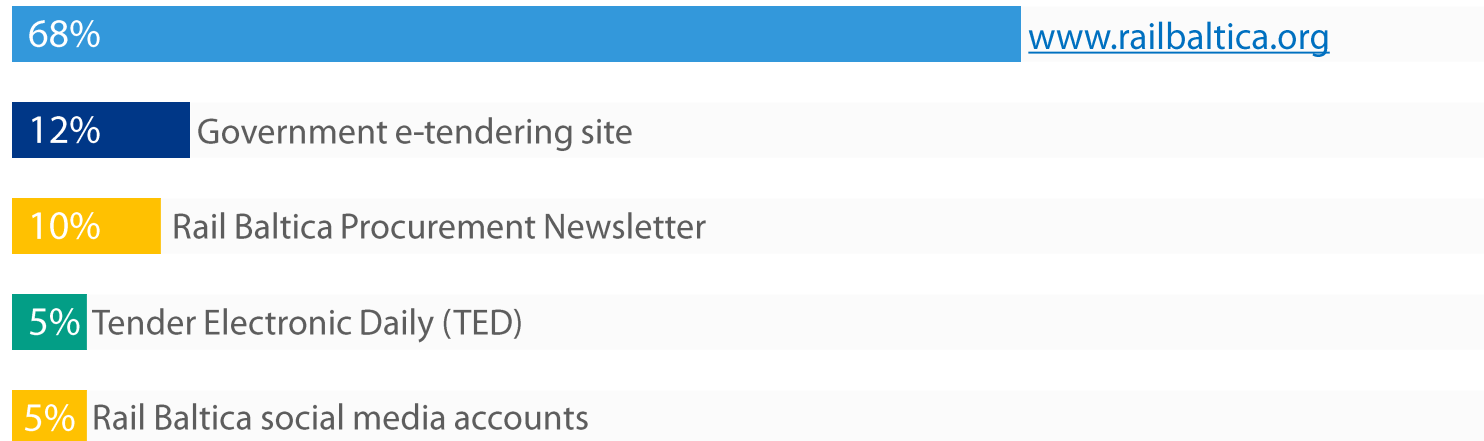 68% www.railbaltica.org
12% Government e-tendering site
10% Rail Baltica Procurement Newsletter
5% Tender Electronic Daily (TED)
5% Rail Baltica social media accounts